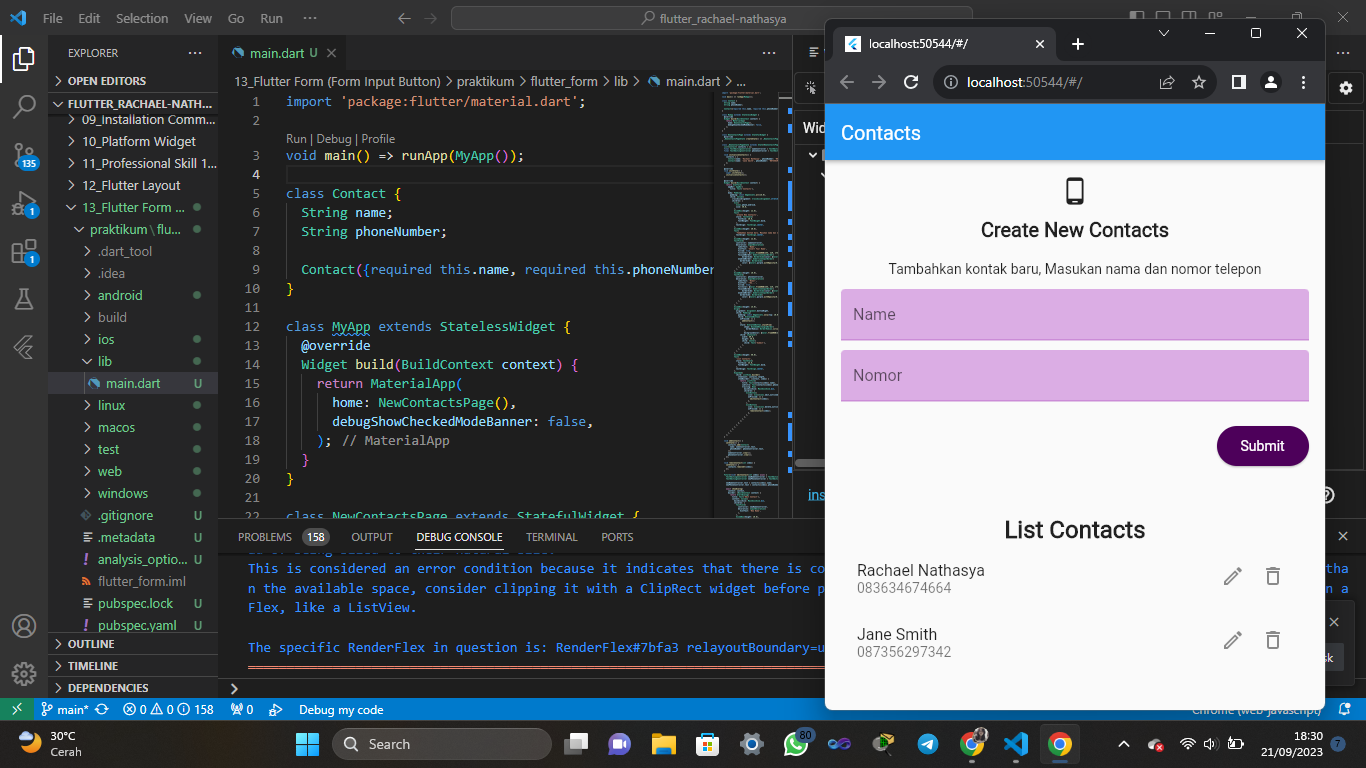 File Edit Selection View Go Run ···
flutter_rachael-nathasya
EXPLORER
OPEN EDITORS
FLUTTER_RACHAEL-NATH...
09_Installation Comm...
10_Platform Widget
11_Professional Skill 1...
12_Flutter Layout
13_Flutter Form ...
praktikum \ flu...
.dart_tool
.idea
android
build
ios
lib
main.dart U
linux
macos
test
web
windows
.gitignore U
.metadata U
analysis_optio... U
flutter_form.iml
pubspec.lock U
pubspec.yaml U
OUTLINE
TIMELINE
DEPENDENCIES
135
1
1
main.dart U
13_Flutter Form (Form Input Button) > praktikum > flutter_form > lib > main.dart > ...
1 import 'package:flutter/material.dart';
2
Run | Debug | Profile
3 void main() => runApp(MyApp());
4
5 class Contact {
6 String name;
7 String phoneNumber;
8
9 Contact({required this.name, required this.phoneNumber
10 }
11
12 class MyApp extends StatelessWidget {
13 @override
14 Widget build(BuildContext context) {
15 return MaterialApp(
16 home: NewContactsPage(),
17 debugShowCheckedModeBanner: false,
18 ); // MaterialApp
19 }
20 }
21
22 class NewContactsPage extends StatefulWidget {
Wid
ins
PROBLEMS 158 OUTPUT DEBUG CONSOLE TERMINAL PORTS
This is considered an error condition because it indicates that there is co
tha
n the available space, consider clipping it with a ClipRect widget before p
n a
Flex, like a ListView.
The specific RenderFlex in question is: RenderFlex#7bfa3 relayoutBoundary=u
sk
localhost:50544/#/
localhost:50544/#/
Contacts
Create New Contacts
Tambahkan kontak baru, Masukan nama dan nomor telepon
Name
Nomor
Submit
List Contacts
Rachael Nathasya
083634674664
Jane Smith
087356297342
main* 0 0 158 0 Debug my code
Chrome (web-javascript)
30°C
Cerah
Search
80
18:30
21/09/2023
7